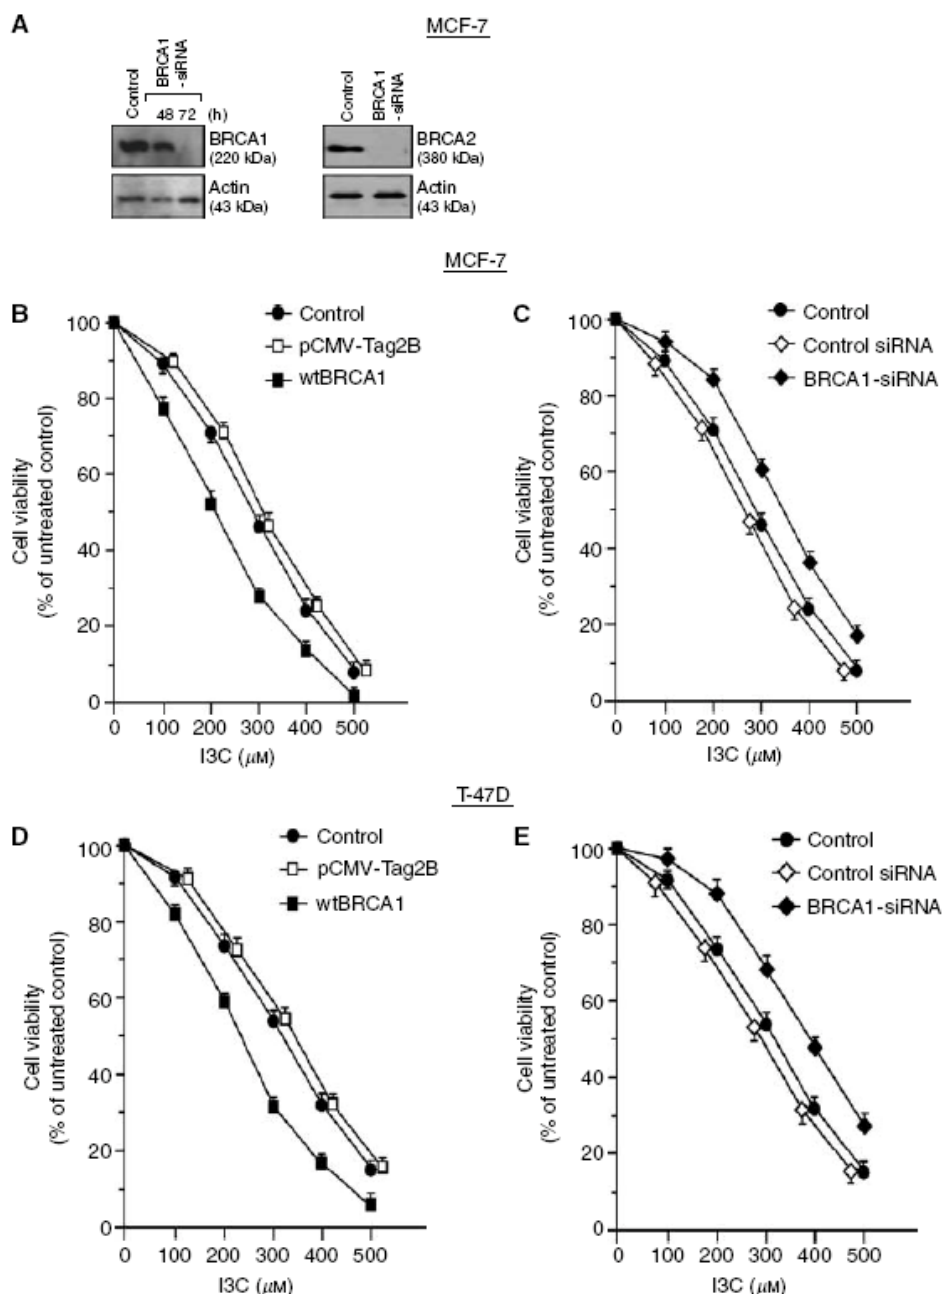 A
MCF-7
Control
BRCA1
-siRNA
48 72 (h)
BRCA1
(220 kDa)
Actin
(43 kDa)
Control
BRCA1
-siRNA
BRCA2
(380 kDa)
Actin
(43 kDa)
MCF-7
B
Control
pCMV-Tag2B
wtBRCA1
100
80
60
40
20
0
Cell viability
(% of untreated control)
0 100 200 300 400 500
I3C (μM)
C
Control
Control siRNA
BRCA1-siRNA
100
80
60
40
20
0
Cell viability
(% of untreated control)
0 100 200 300 400 500
I3C (μM)
T-47D
D
Control
pCMV-Tag2B
wtBRCA1
100
80
60
40
20
0
Cell viability
(% of untreated control)
0 100 200 300 400 500
I3C (μM)
E
Control
Control siRNA
BRCA1-siRNA
100
80
60
40
20
0
Cell viability
(% of untreated control)
0 100 200 300 400 500
I3C (μM)